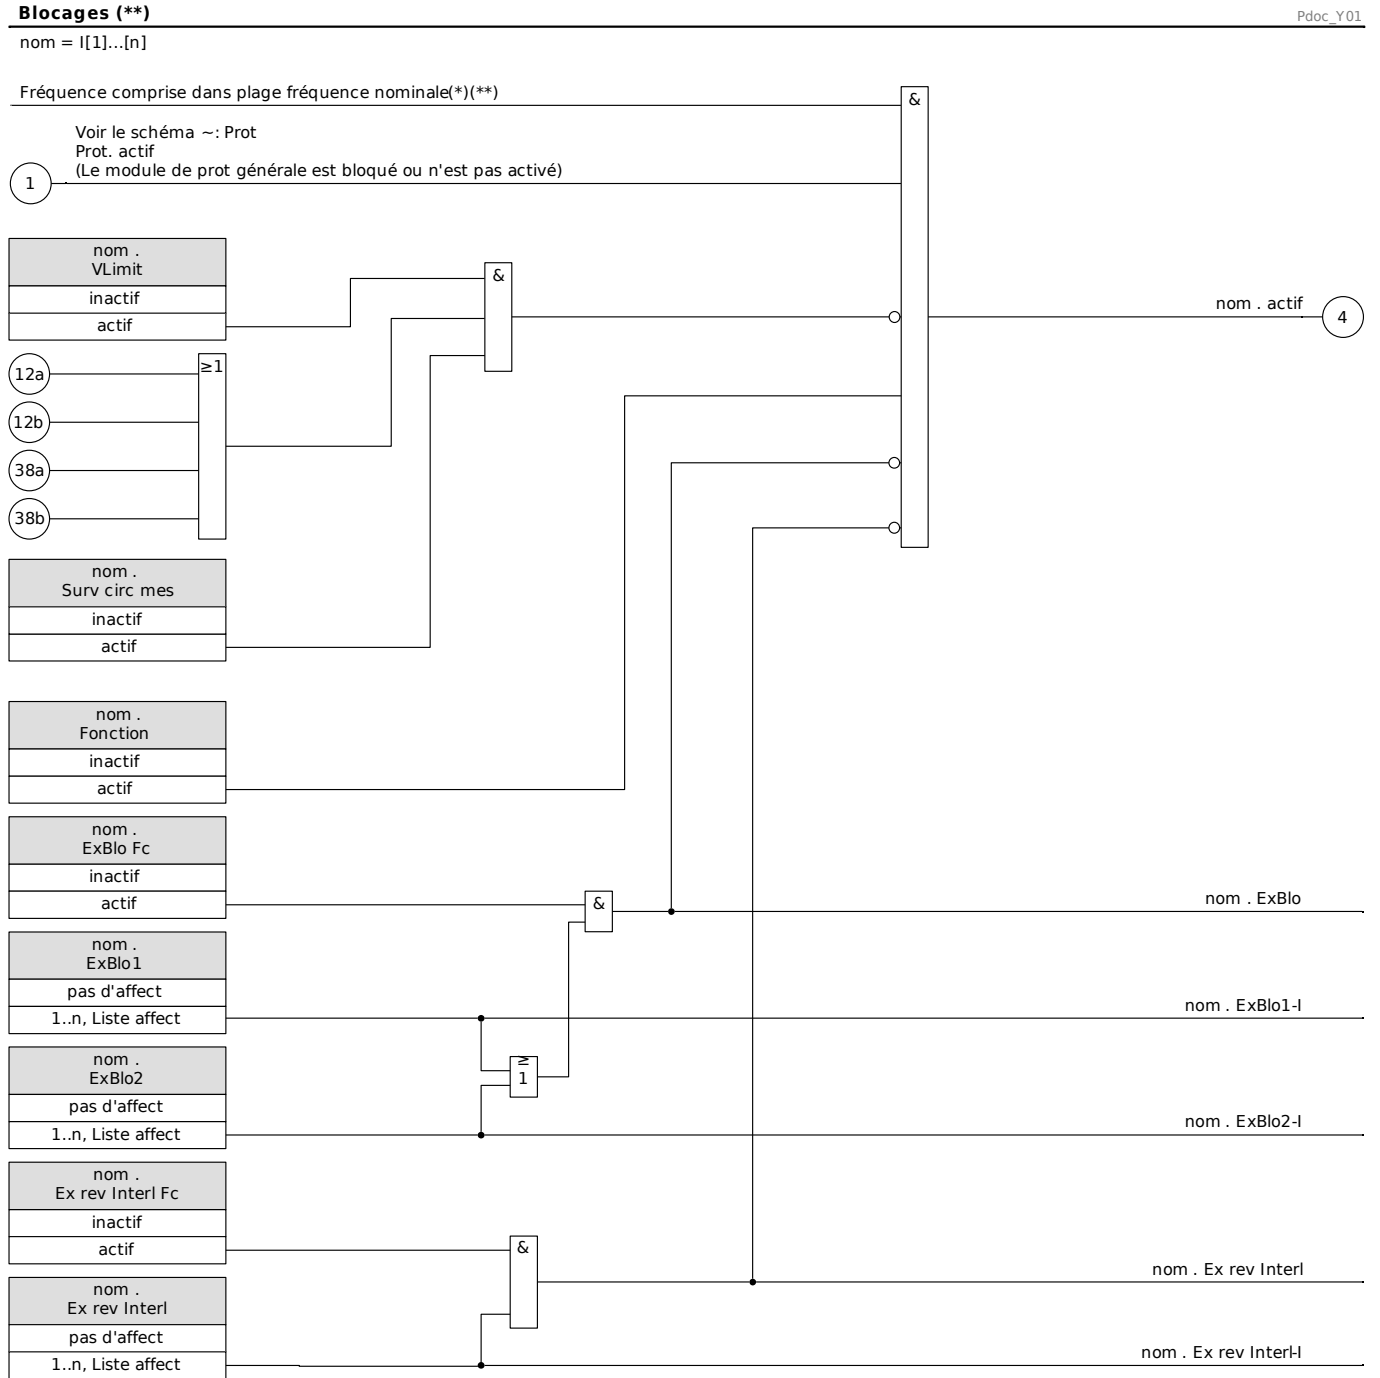 Blocages (**)
Pdoc_Y01
nom = I[1]...[n]
Fréquence comprise dans plage fréquence nominale(*)(**)
&
Voir le schéma ~: Prot
Prot. actif
(Le module de prot générale est bloqué ou n'est pas activé)
1
nom .
VLimit
inactif
actif
&
nom . actif
4
12a
≥1
12b
38a
38b
nom .
Surv circ mes
inactif
actif
nom .
Fonction
inactif
actif
nom .
ExBlo Fc
inactif
actif
&
nom . ExBlo
nom .
ExBlo1
pas d'affect
1..n, Liste affect
nom . ExBlo1-I
nom .
ExBlo2
pas d'affect
1..n, Liste affect
≥
1
nom . ExBlo2-I
nom .
Ex rev Interl Fc
inactif
actif
&
nom . Ex rev Interl
nom .
Ex rev Interl
pas d'affect
1..n, Liste affect
nom . Ex rev Interl-I